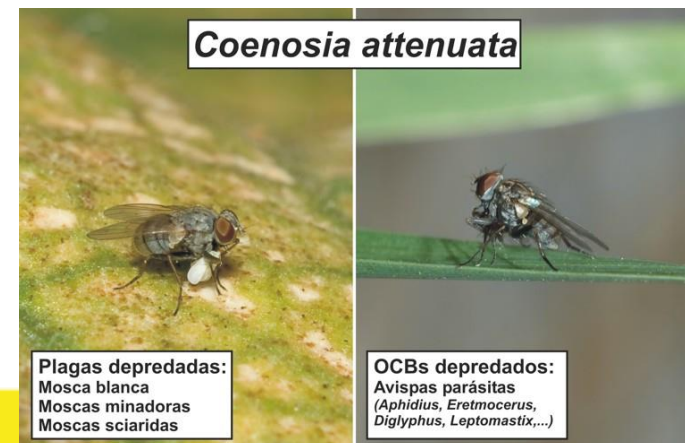 Coenosia attenuata
Plagas depredadas:
Mosca blanca
Moscas minadoras
Moscas sciaridas
OCBs depredados:
Avispas parásitas
(Aphidius, Eretmocerus,
Diglyphus, Leptomastix,...)